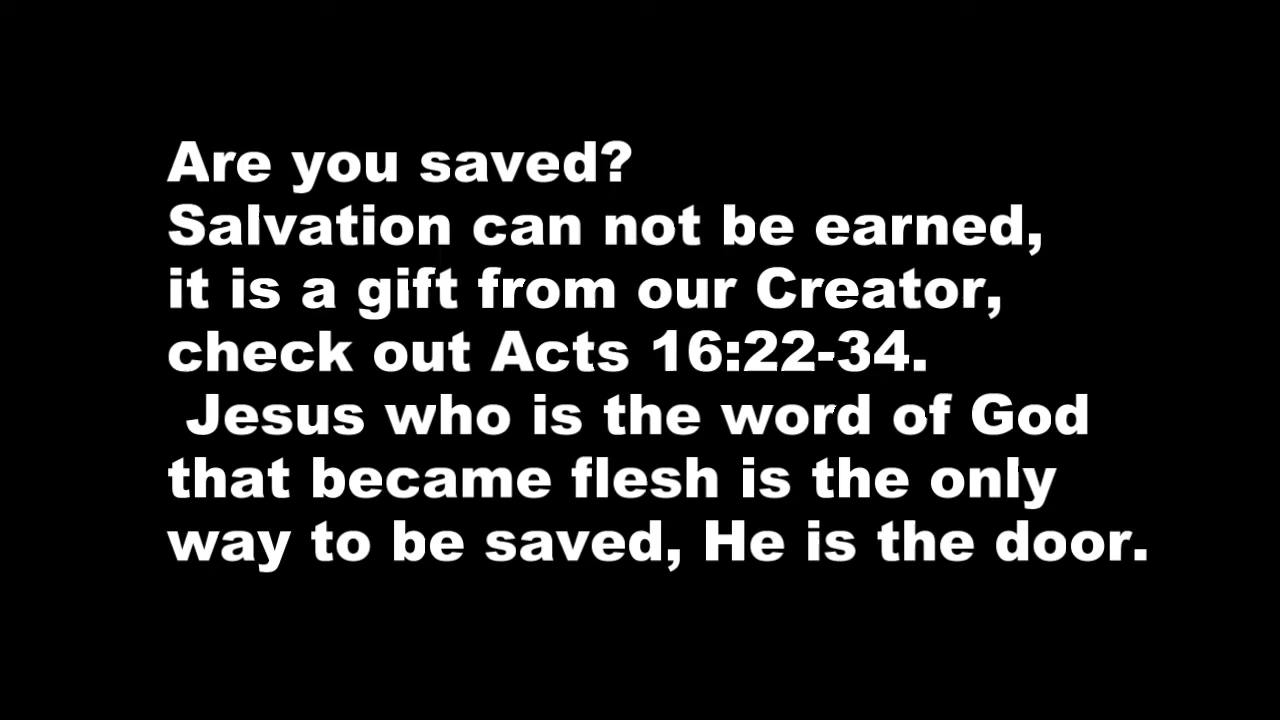 Are you saved?
Salvation can not be earned,
it is a gift from our Creator,
check out Acts 16:22-34.
Jesus who is the word of God
that became flesh is the only
way to be saved, He is the door.